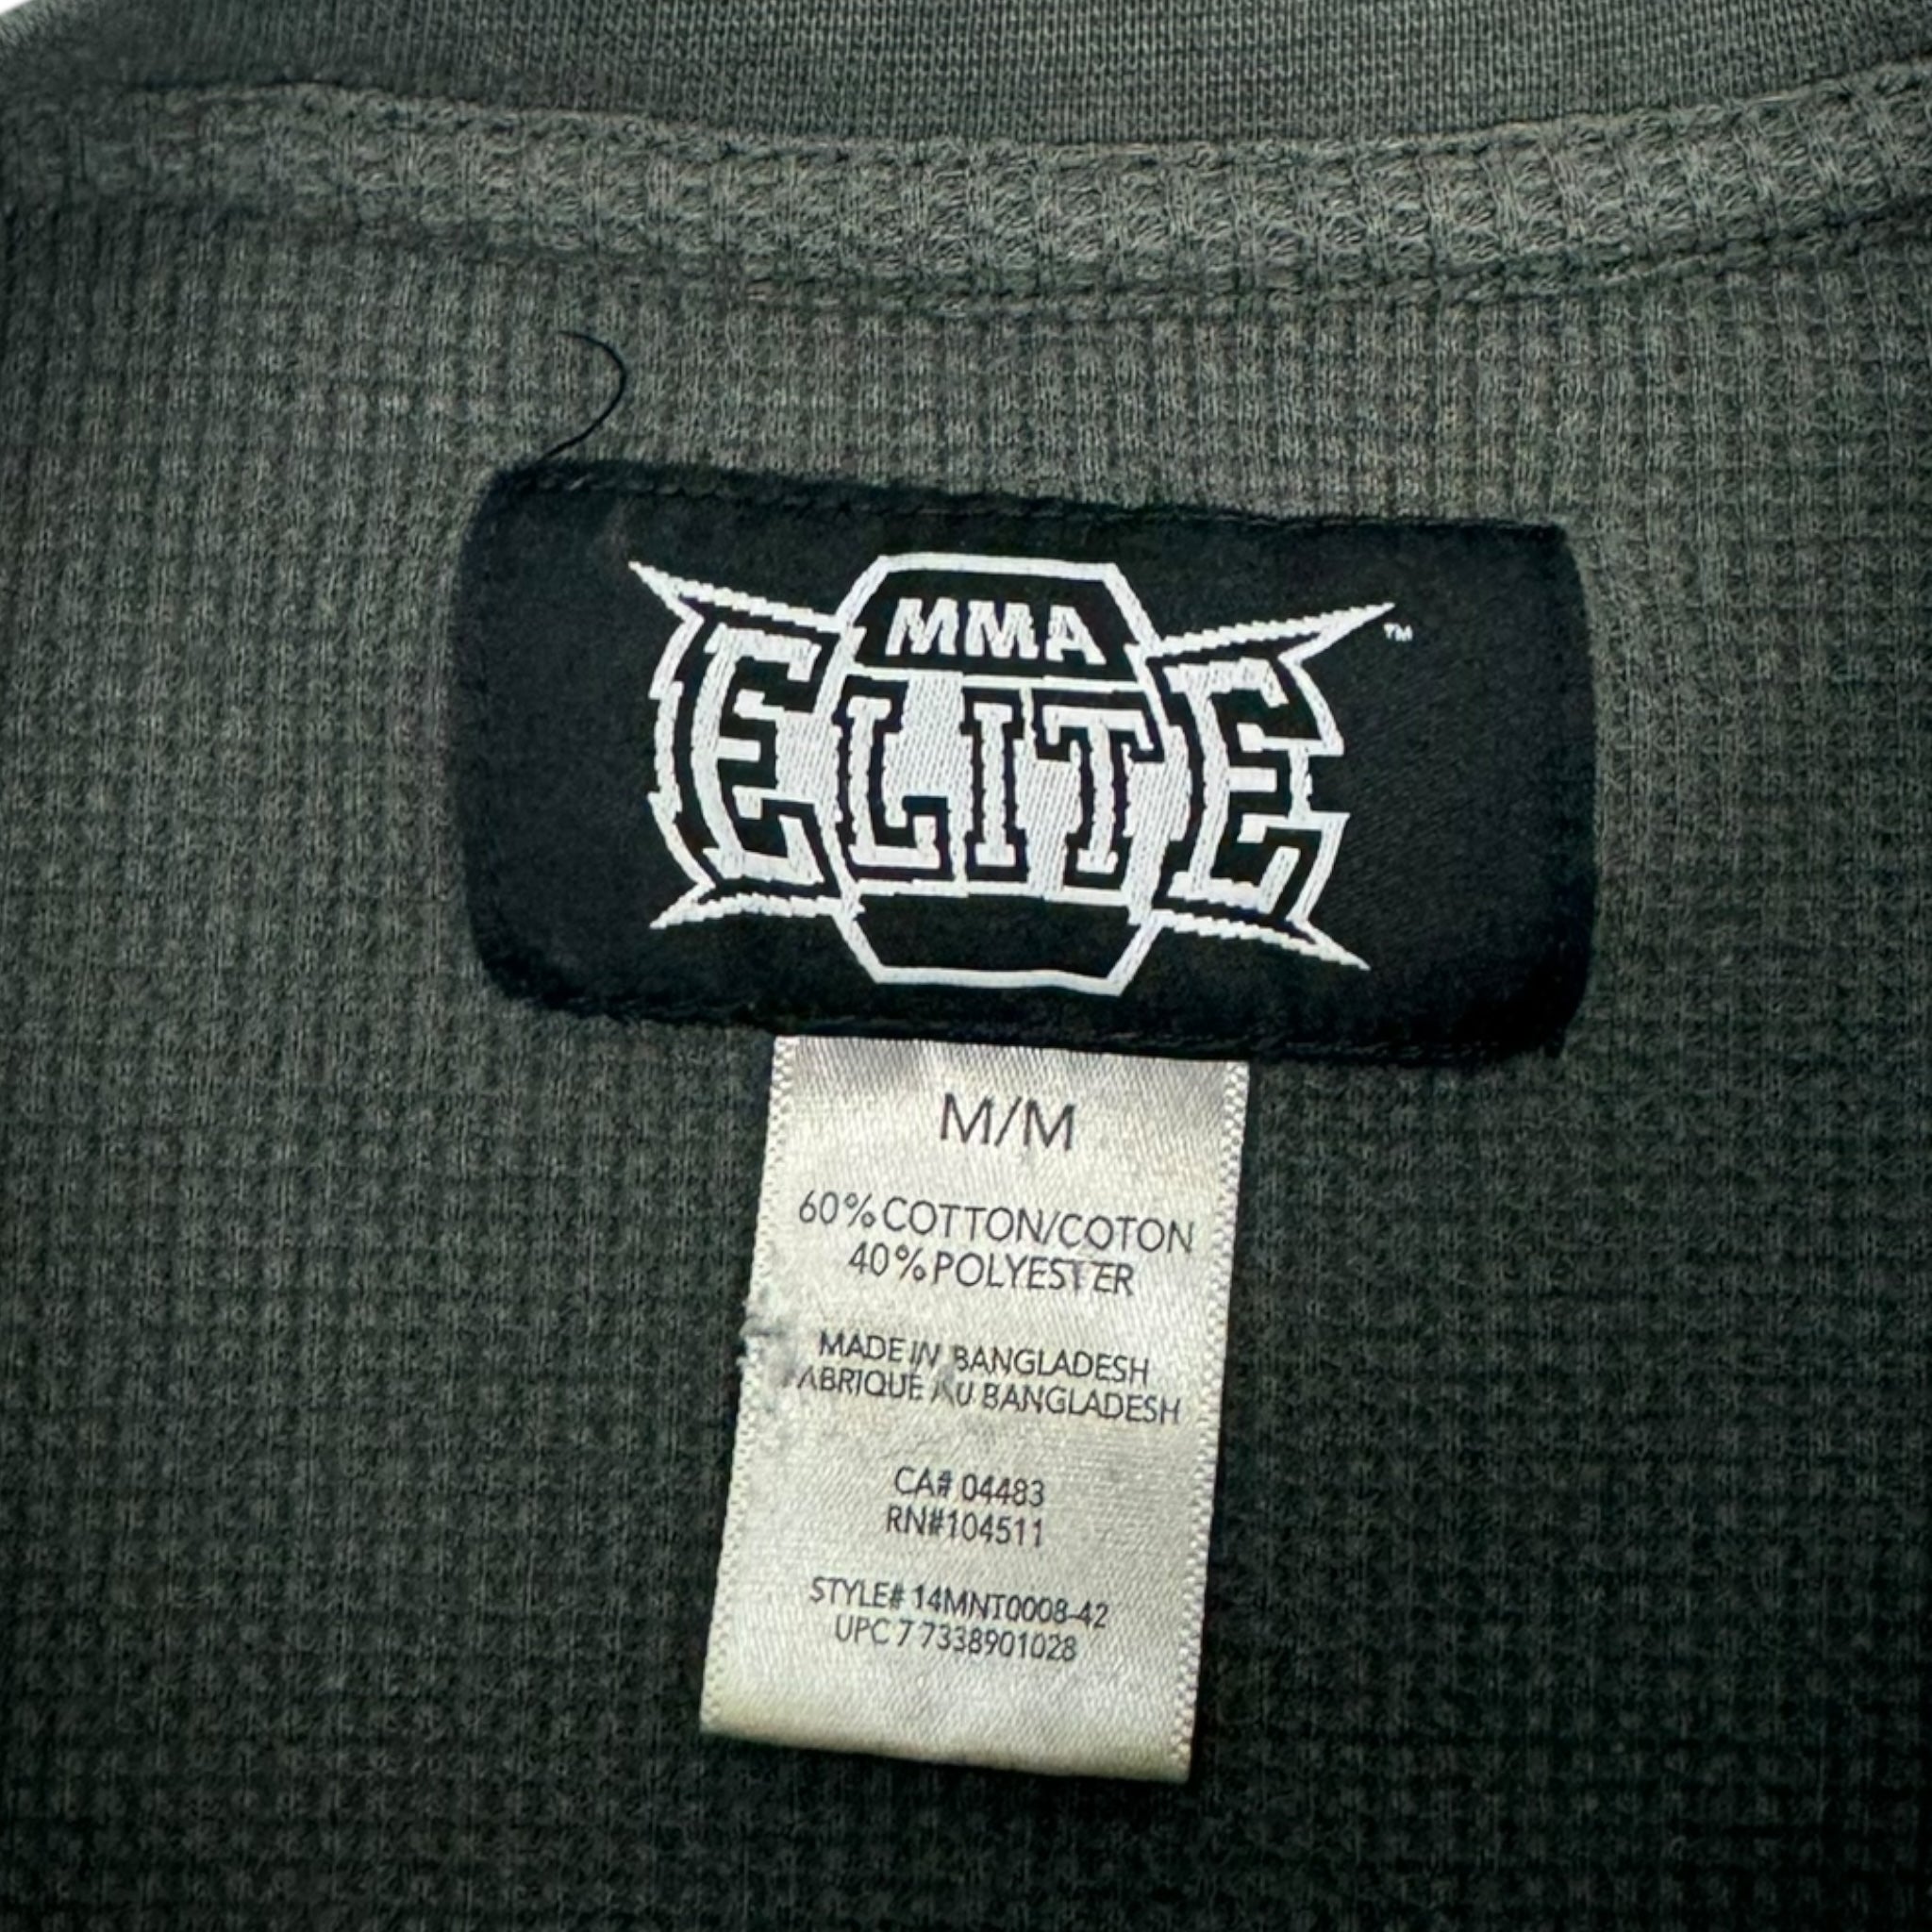 MMA
ELITE
™
M/M
60% COTTON/COTON
40% POLYESTER
MADE IN BANGLADESH
ABRIQUE AU BANGLADESH
CA# 04483
RN#104511
STYLE# 14MNT0008-42
UPC 7 7338901028